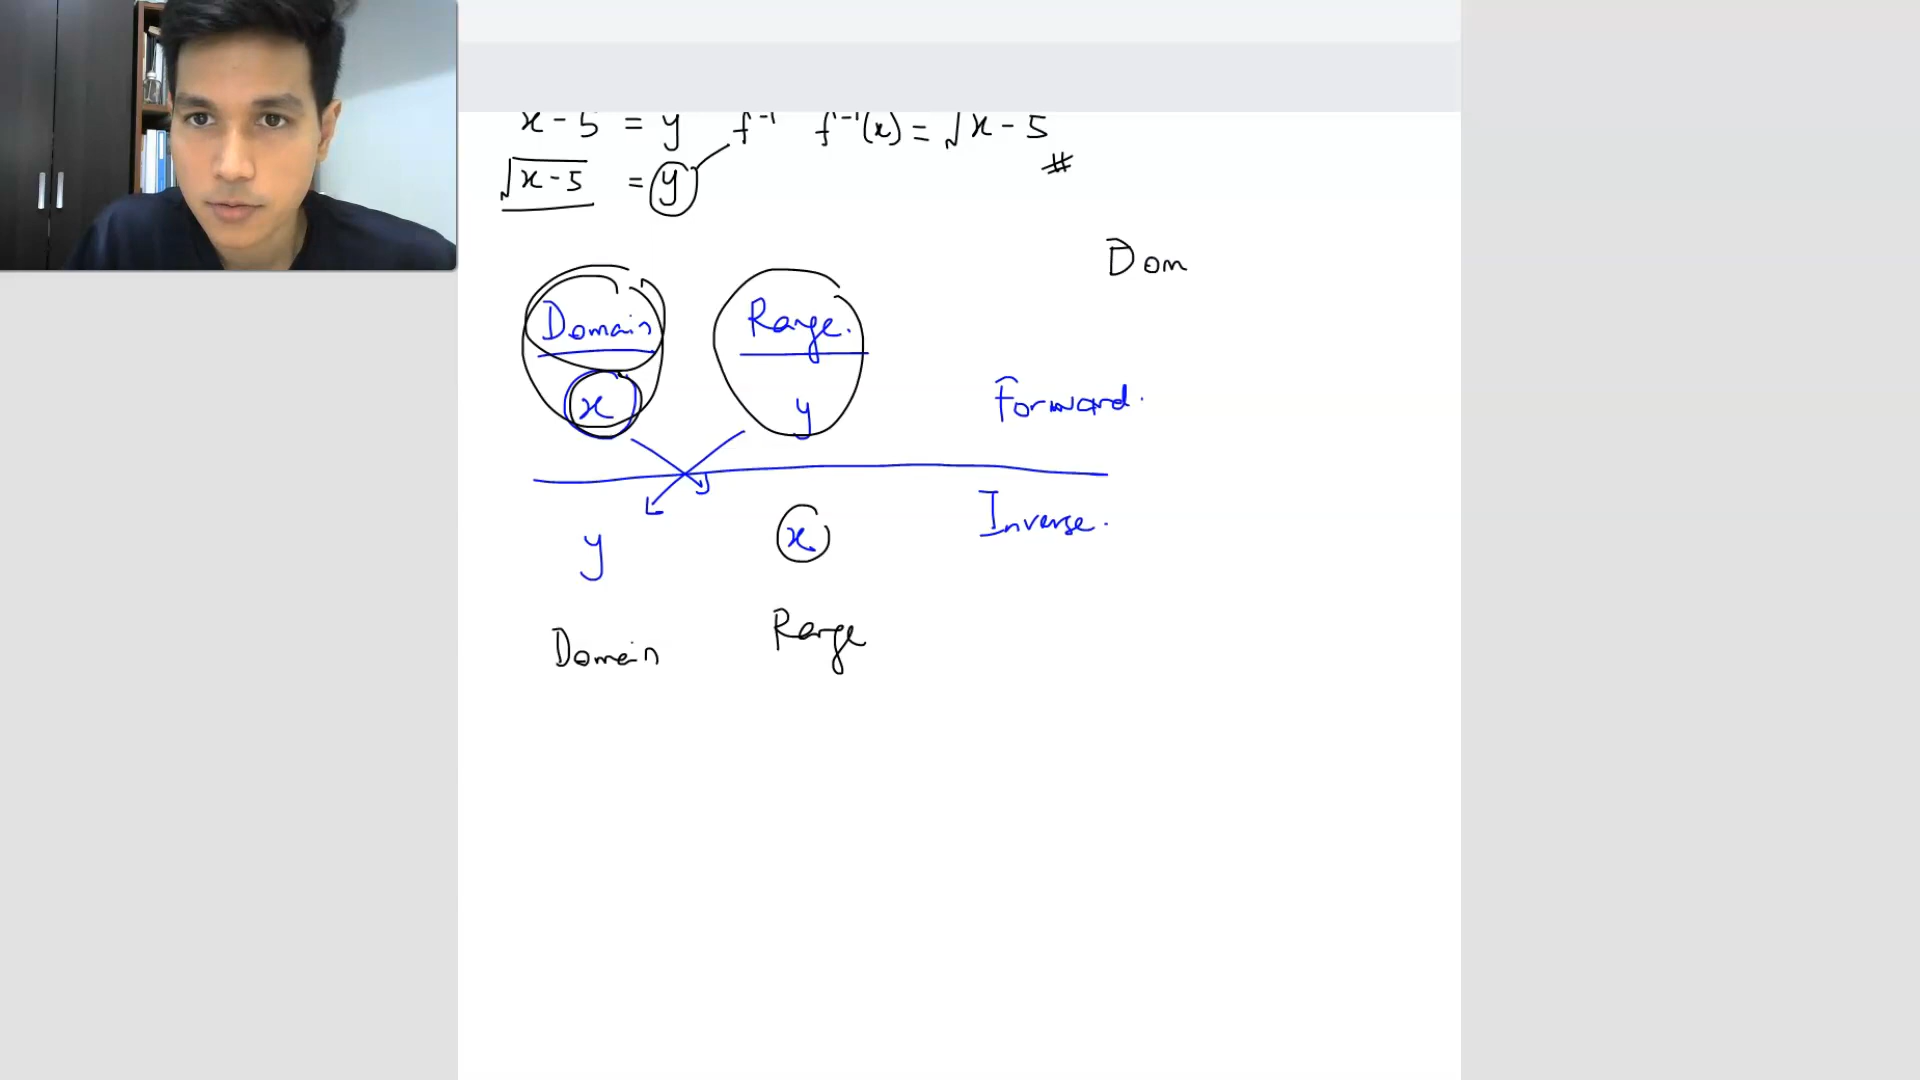 x - 5 = y f⁻¹ f⁻¹(x) = √x - 5
√x - 5 = y #
Dom
Domain Range.
x y Forward.
y x Inverse.
Domain Range